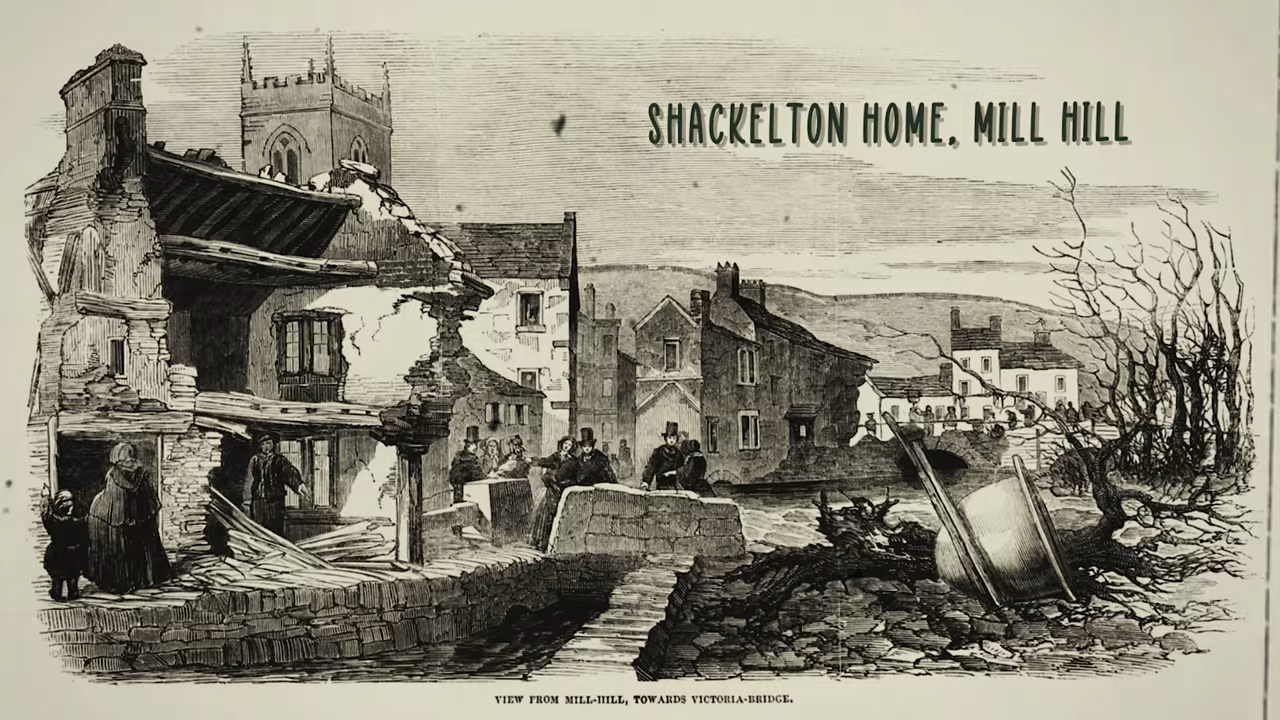 SHACKELTON HOME, MILL HILL
VIEW FROM MILL-HILL, TOWARDS VICTORIA-BRIDGE.